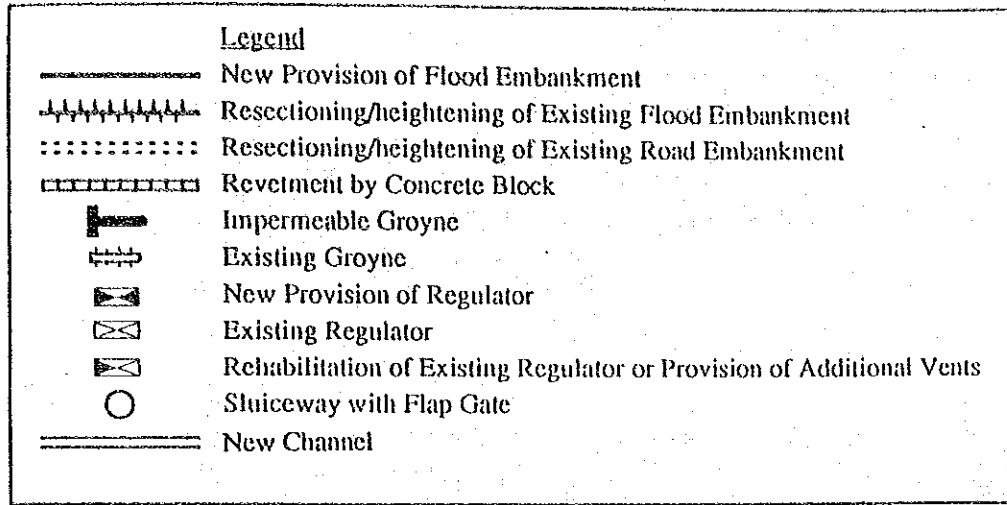 Legend
New Provision of Flood Embankment
Resectioning/heightening of Existing Flood Embankment
Resectioning/heightening of Existing Road Embankment
Revetment by Concrete Block
Impermeable Groyne
Existing Groyne
New Provision of Regulator
Existing Regulator
Rehabilitation of Existing Regulator or Provision of Additional Vents
Sluiceway with Flap Gate
New Channel